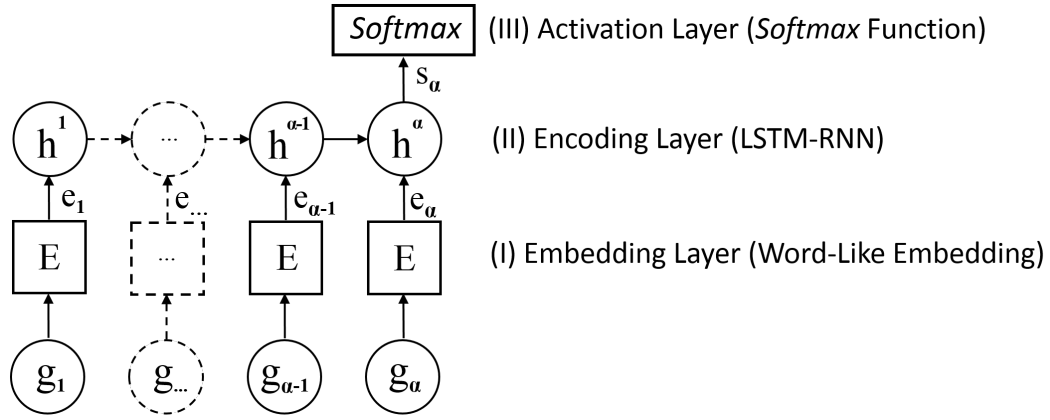 Softmax (III) Activation Layer (Softmax Function)
sα
h1 ... hα-1 hα (II) Encoding Layer (LSTM-RNN)
e1 e... eα-1 eα
E ... E E (I) Embedding Layer (Word-Like Embedding)
g1 g... gα-1 gα